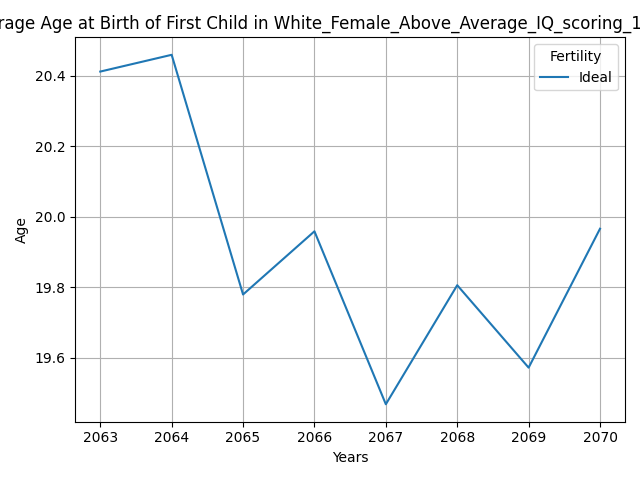 rage Age at Birth of First Child in White_Female_Above_Average_IQ_scoring_1
Fertility
Ideal
Age
20.4
20.2
20.0
19.8
19.6
2063 2064 2065 2066 2067 2068 2069 2070
Years